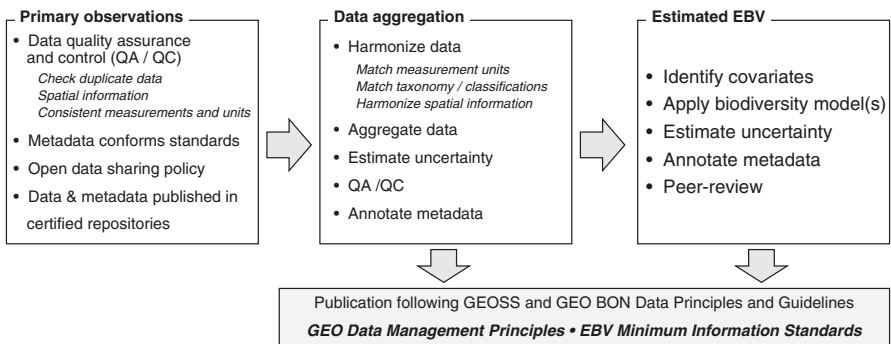 Primary observations
• Data quality assurance
and control (QA / QC)
Check duplicate data
Spatial information
Consistent measurements and units
• Metadata conforms standards
• Open data sharing policy
• Data & metadata published in
certified repositories
Data aggregation
• Harmonize data
Match measurement units
Match taxonomy / classifications
Harmonize spatial information
• Aggregate data
• Estimate uncertainty
• QA /QC
• Annotate metadata
Estimated EBV
• Identify covariates
• Apply biodiversity model(s)
• Estimate uncertainty
• Annotate metadata
• Peer-review
Publication following GEOSS and GEO BON Data Principles and Guidelines
GEO Data Management Principles • EBV Minimum Information Standards